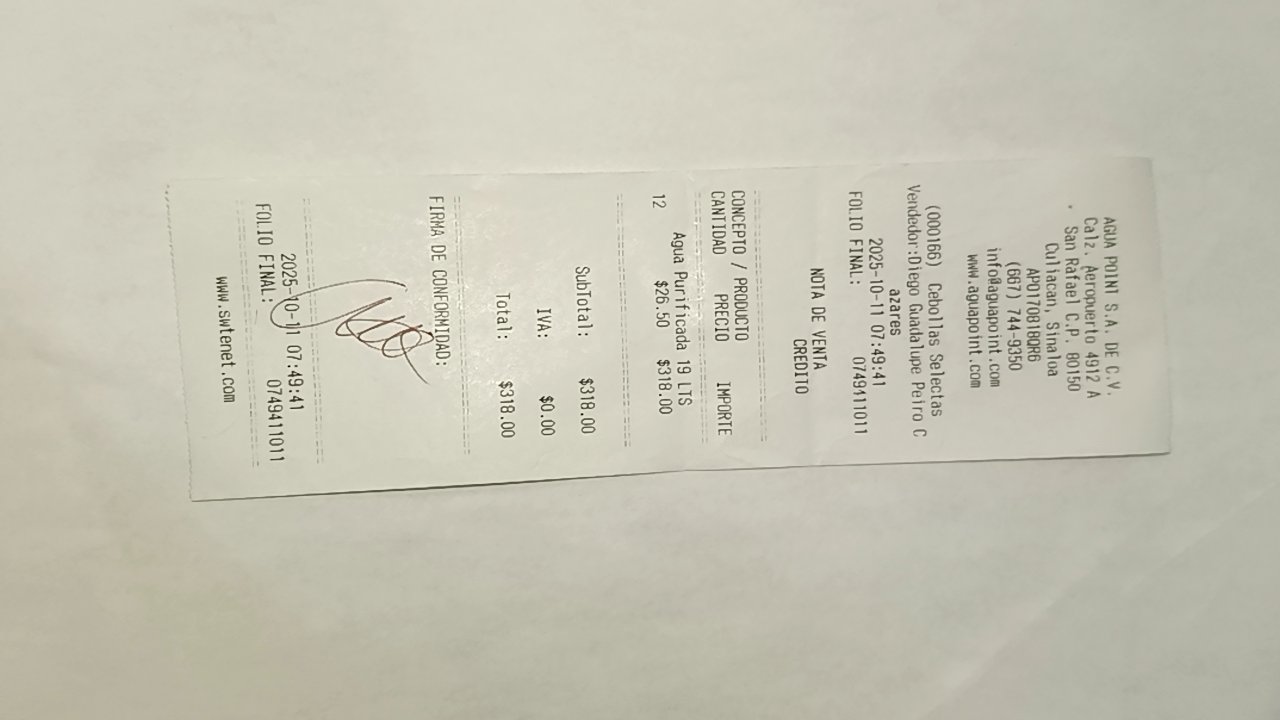 AGUA POINT S.A. DE C.V.
Calz. Aeropuerto 4912 A
San Rafael C.P. 80150
Culiacan, Sinaloa
APO170818QR6
(667) 744-9350
info@aguapoint.com
www.aguapoint.com
(000166) Cebollas Selectas
Vendedor:Diego Guadalupe Peiro C
azares
2025-10-11 07:49:41
FOLIO FINAL: 0749411011
NOTA DE VENTA
CREDITO
CONCEPTO / PRODUCTO
CANTIDAD PRECIO IMPORTE
Agua Purificada 19 LTS
12 $26.50 $318.00
SubTotal: $318.00
IVA: $0.00
Total: $318.00
FIRMA DE CONFORMIDAD:
2025-10-11 07:49:41
FOLIO FINAL: 0749411011
www.swtenet.com